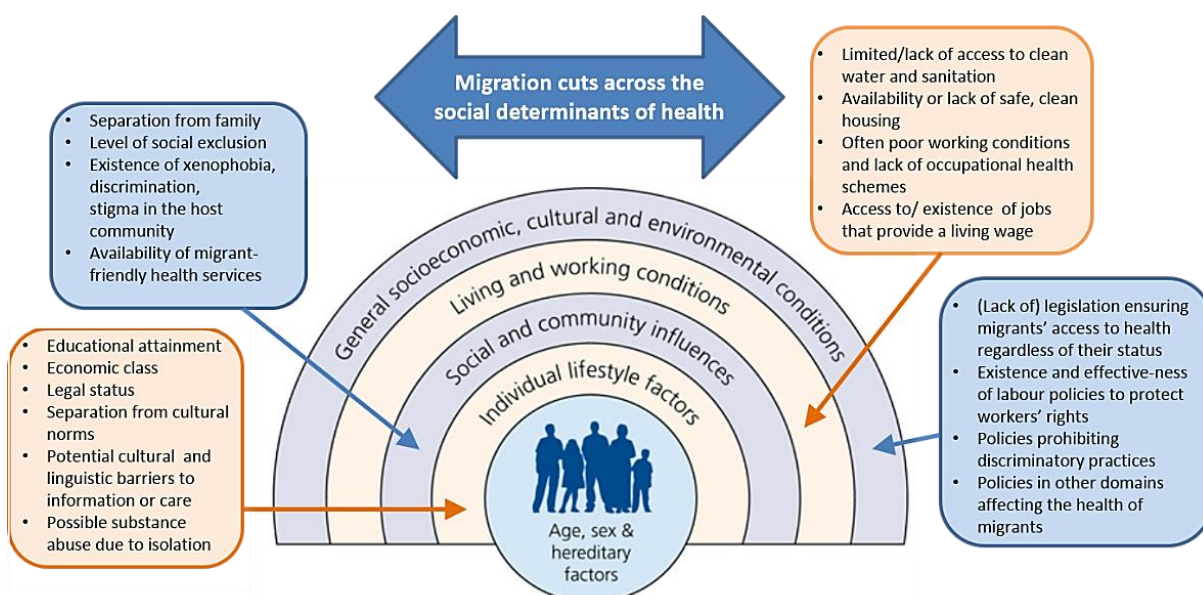 Migration cuts across the
social determinants of health
• Separation from family
• Level of social exclusion
• Existence of xenophobia,
discrimination,
stigma in the host
community
• Availability of migrant-
friendly health services
• Educational attainment
• Economic class
• Legal status
• Separation from cultural
norms
• Potential cultural and
linguistic barriers to
information or care
• Possible substance
abuse due to isolation
General socioeconomic, cultural and environmental conditions
Living and working conditions
Social and community influences
Individual lifestyle factors
Age, sex &
hereditary
factors
• Limited/lack of access to clean
water and sanitation
• Availability or lack of safe, clean
housing
• Often poor working conditions
and lack of occupational health
schemes
• Access to/ existence of jobs
that provide a living wage
• (Lack of) legislation ensuring
migrants’ access to health
regardless of their status
• Existence and effective-ness
of labour policies to protect
workers’ rights
• Policies prohibiting
discriminatory practices
• Policies in other domains
affecting the health of
migrants